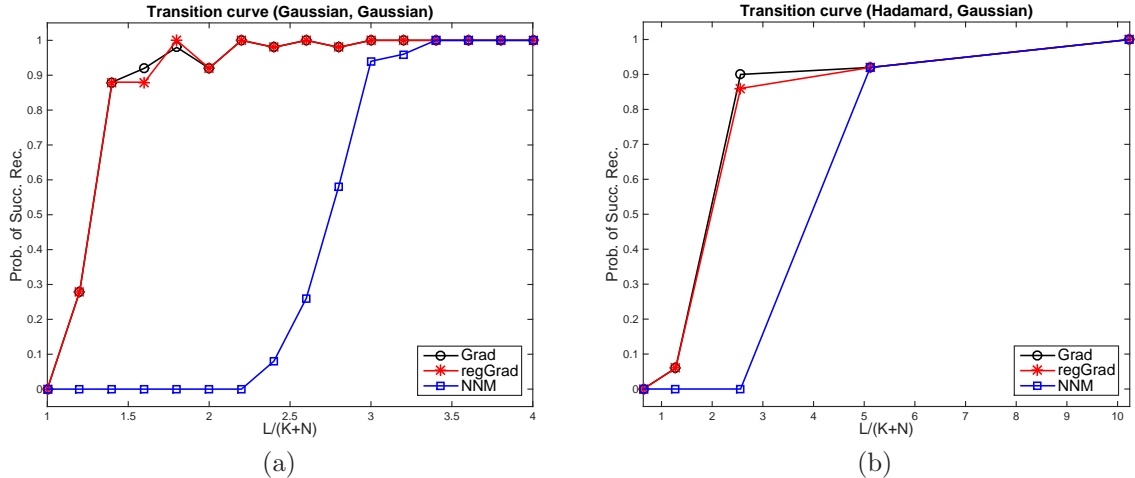 Transition curve (Gaussian, Gaussian)
Prob. of Succ. Rec.
1
0.9
0.8
0.7
0.6
0.5
0.4
0.3
0.2
0.1
0
1
1.5
2
2.5
3
3.5
4
L/(K+N)
Grad
regGrad
NNM
(a)
Transition curve (Hadamard, Gaussian)
Prob. of Succ. Rec.
1
0.9
0.8
0.7
0.6
0.5
0.4
0.3
0.2
0.1
0
1
2
3
4
5
6
7
8
9
10
L/(K+N)
Grad
regGrad
NNM
(b)